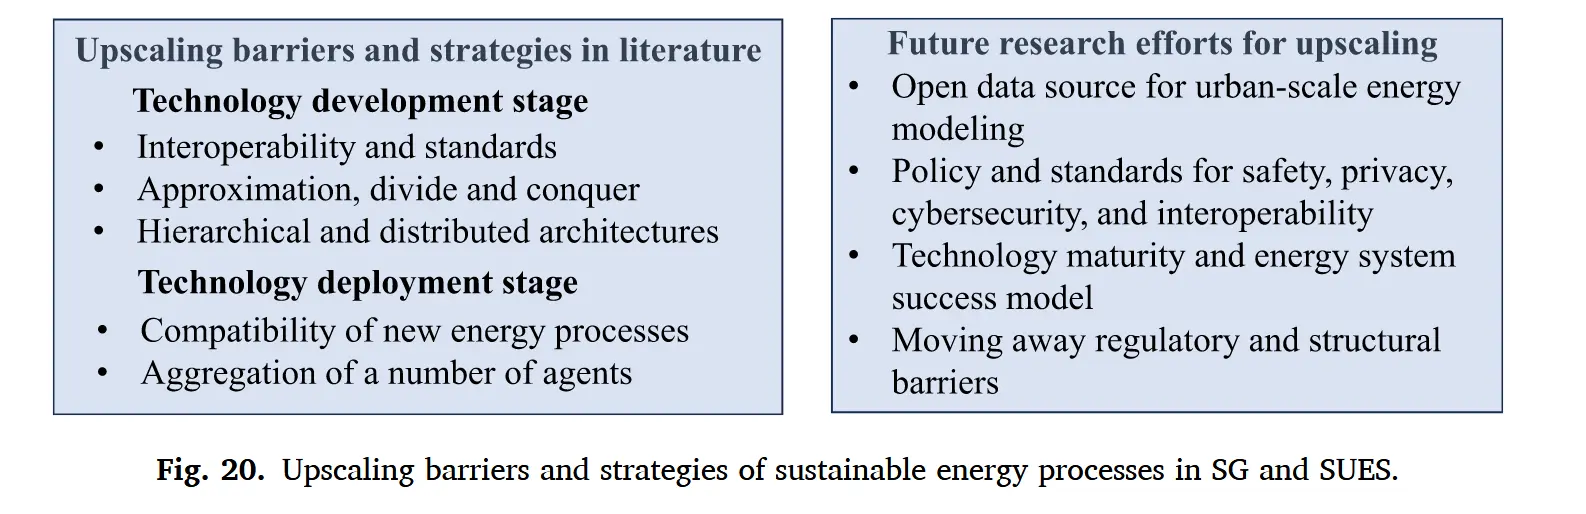 Upscaling barriers and strategies in literature
Technology development stage
• Interoperability and standards
• Approximation, divide and conquer
• Hierarchical and distributed architectures
Technology deployment stage
• Compatibility of new energy processes
• Aggregation of a number of agents
Future research efforts for upscaling
• Open data source for urban-scale energy
modeling
• Policy and standards for safety, privacy,
cybersecurity, and interoperability
• Technology maturity and energy system
success model
• Moving away regulatory and structural
barriers
Fig. 20. Upscaling barriers and strategies of sustainable energy processes in SG and SUES.